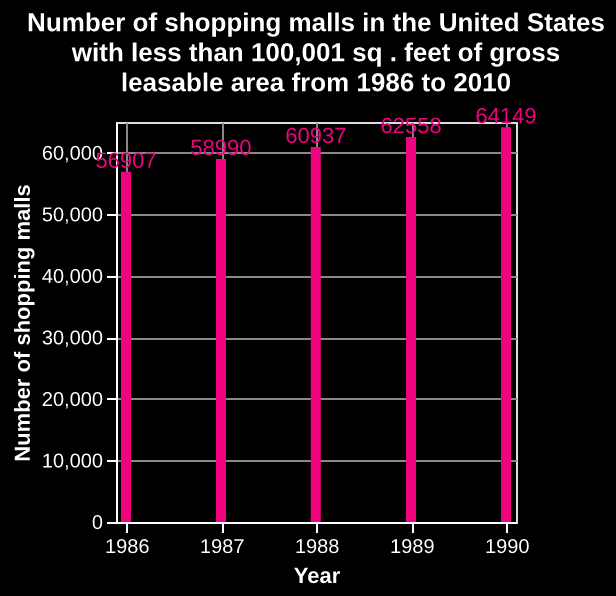 Number of shopping malls in the United States
with less than 100,001 sq . feet of gross
leasable area from 1986 to 2010
64149
62558
60937
58990
56907
60,000
50,000
40,000
30,000
20,000
10,000
0
Number of shopping malls
1986 1987 1988 1989 1990
Year